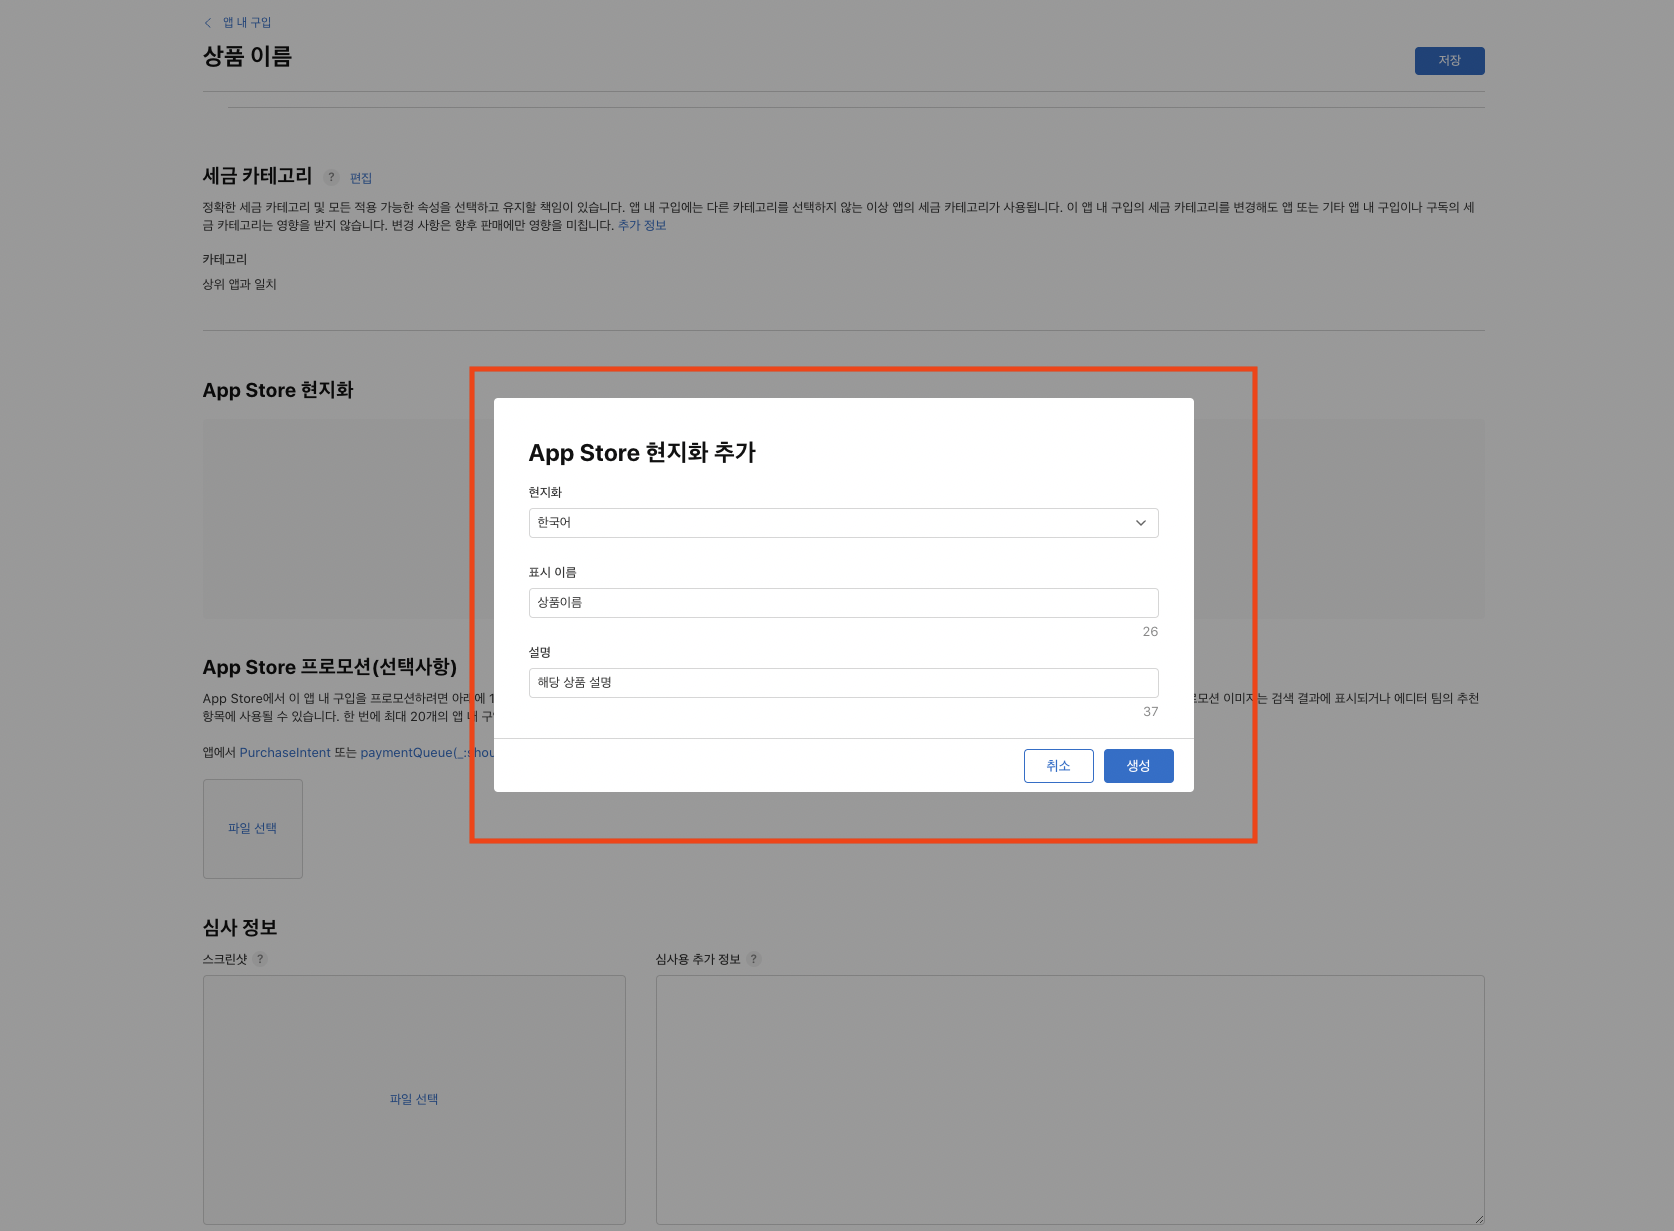 앱 내 구입
상품 이름
저장
세금 카테고리 ? 편집
정확한 세금 카테고리 및 모든 적용 가능한 속성을 선택하고 유지할 책임이 있습니다. 앱 내 구입에는 다른 카테고리를 선택하지 않는 이상 앱의 세금 카테고리가 사용됩니다. 이 앱 내 구입의 세금 카테고리를 변경해도 앱 또는 기타 앱 내 구입이나 구독의 세
금 카테고리는 영향을 받지 않습니다. 변경 사항은 향후 판매에만 영향을 미칩니다. 추가 정보
카테고리
상위 앱과 일치
App Store 현지화
App Store 현지화 추가
현지화
한국어
표시 이름
상품이름
26
설명
해당 상품 설명
37
취소
생성
App Store 프로모션(선택사항)
App Store에서 이 앱 내 구입을 프로모션하려면 아래에 1 로모션 이미지는 검색 결과에 표시되거나 에디터 팀의 추천
항목에 사용될 수 있습니다. 한 번에 최대 20개의 앱 내 구
앱에서 PurchaseIntent 또는 paymentQueue(_:shou
파일 선택
심사 정보
스크린샷 ?
심사용 추가 정보 ?
파일 선택